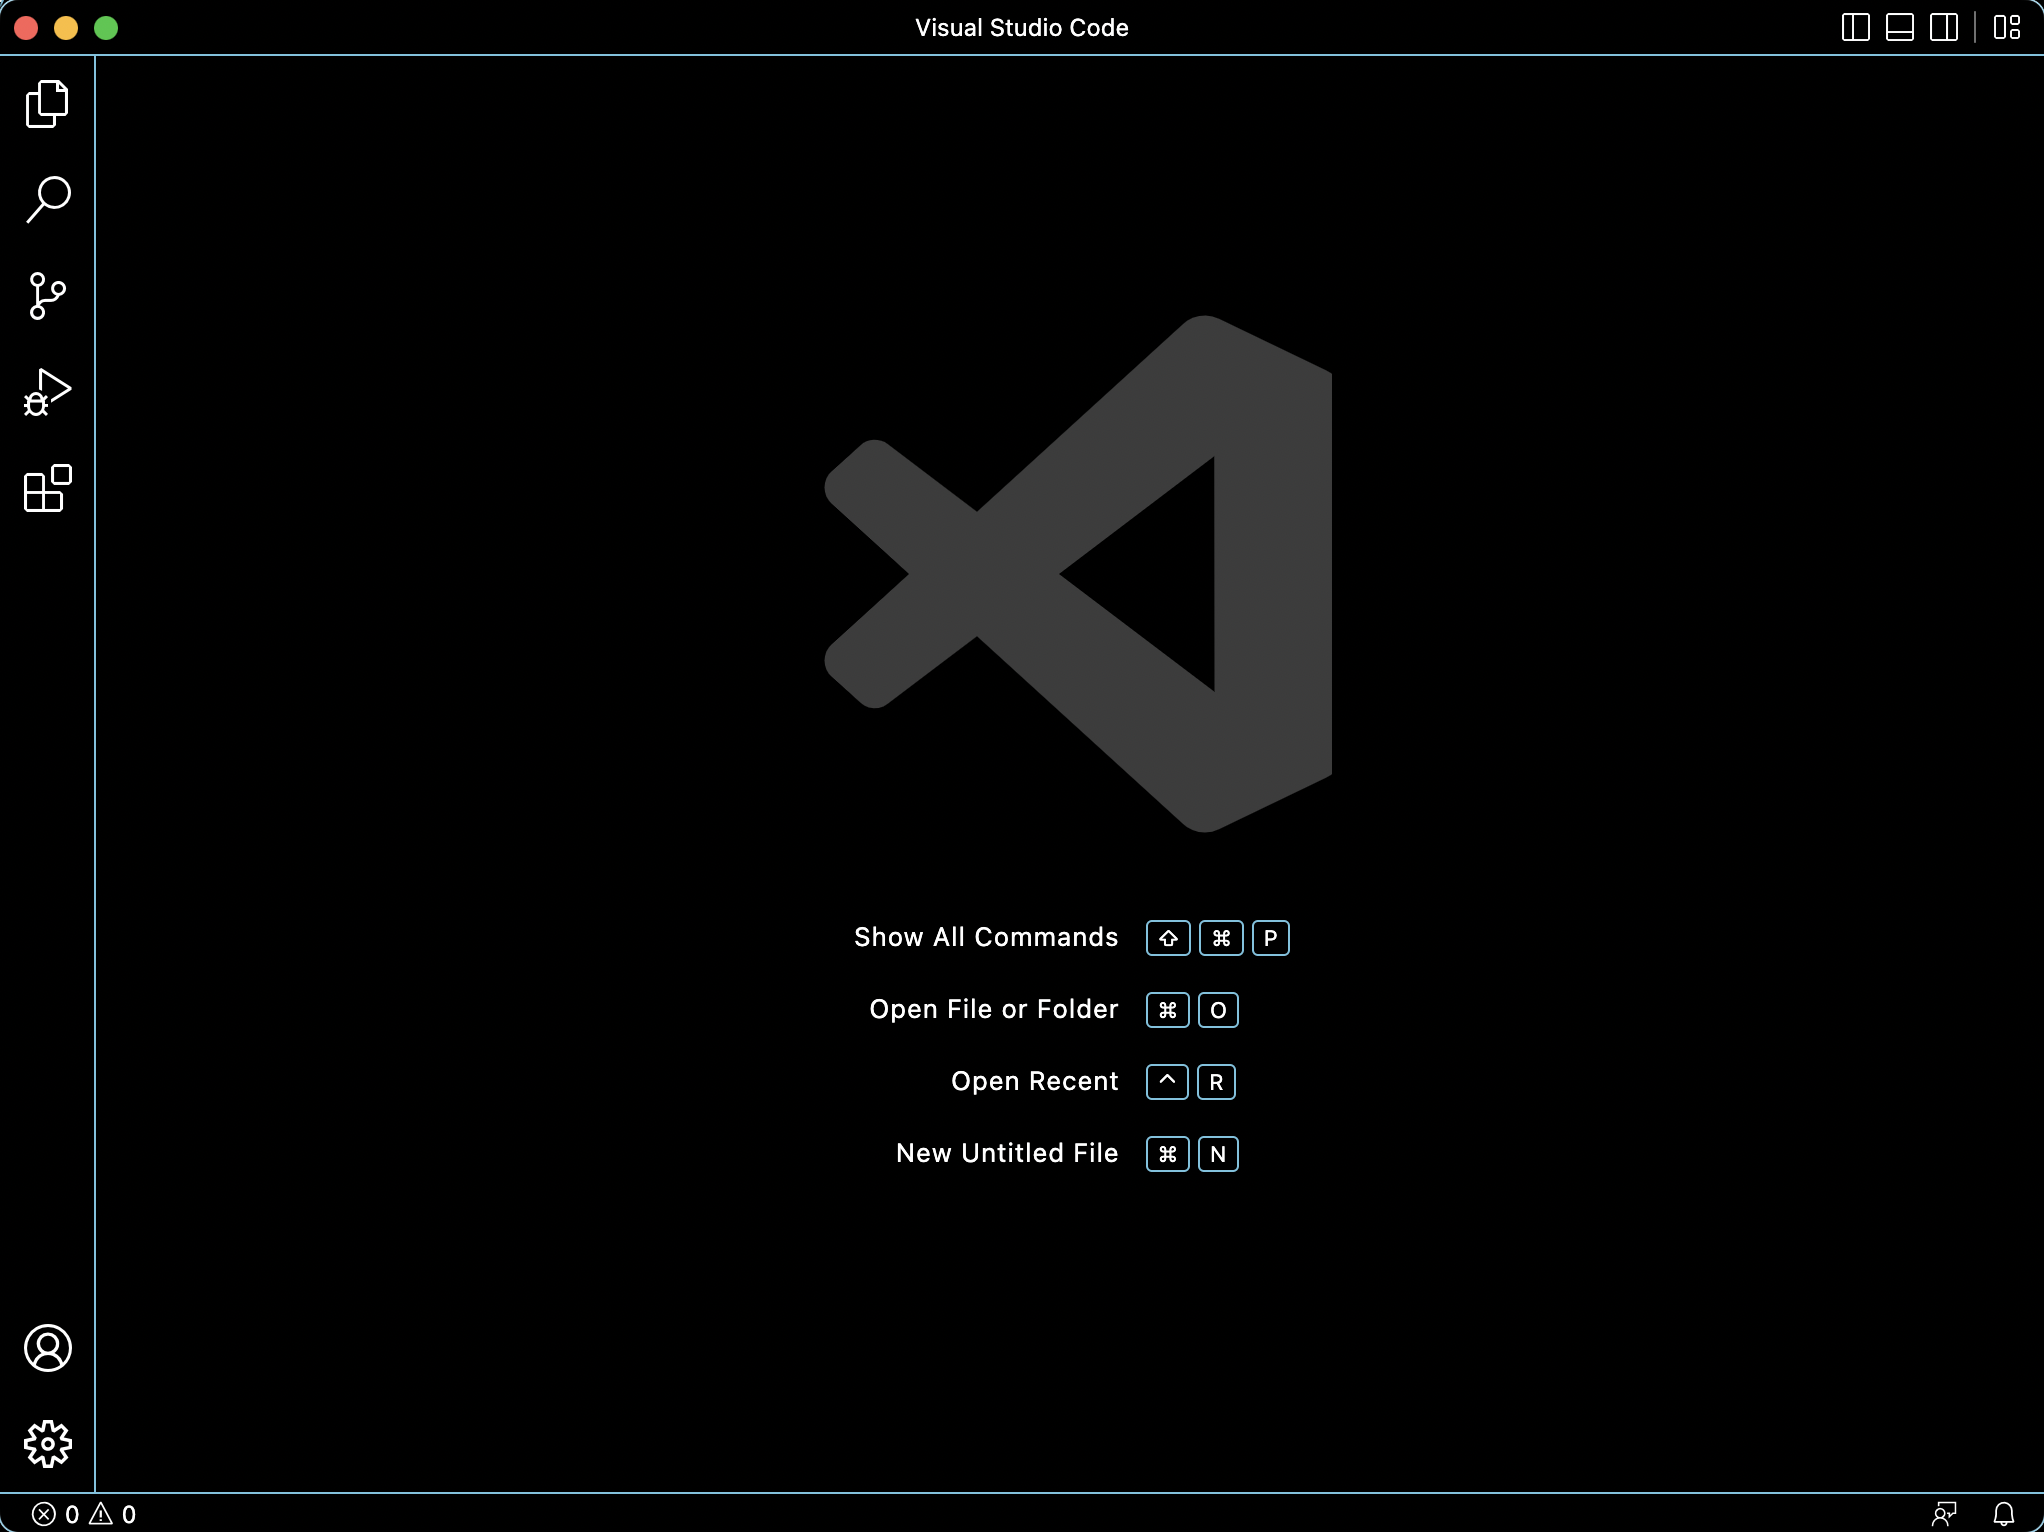 Visual Studio Code
Show All Commands ⇧ ⌘ P
Open File or Folder ⌘ O
Open Recent ^ R
New Untitled File ⌘ N
0 0